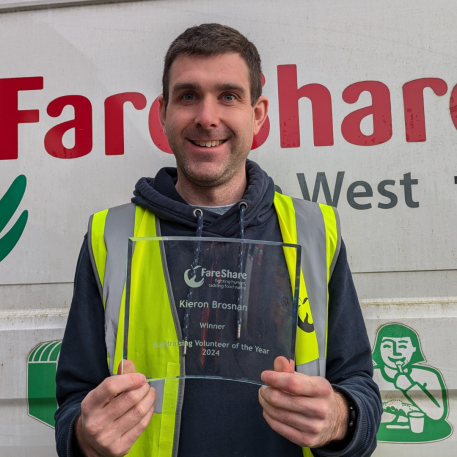 FareShare
West
FareShare
fighting hunger,
tackling food waste
Kieron Brosnan
Winner
Volunteer of the Year
2024